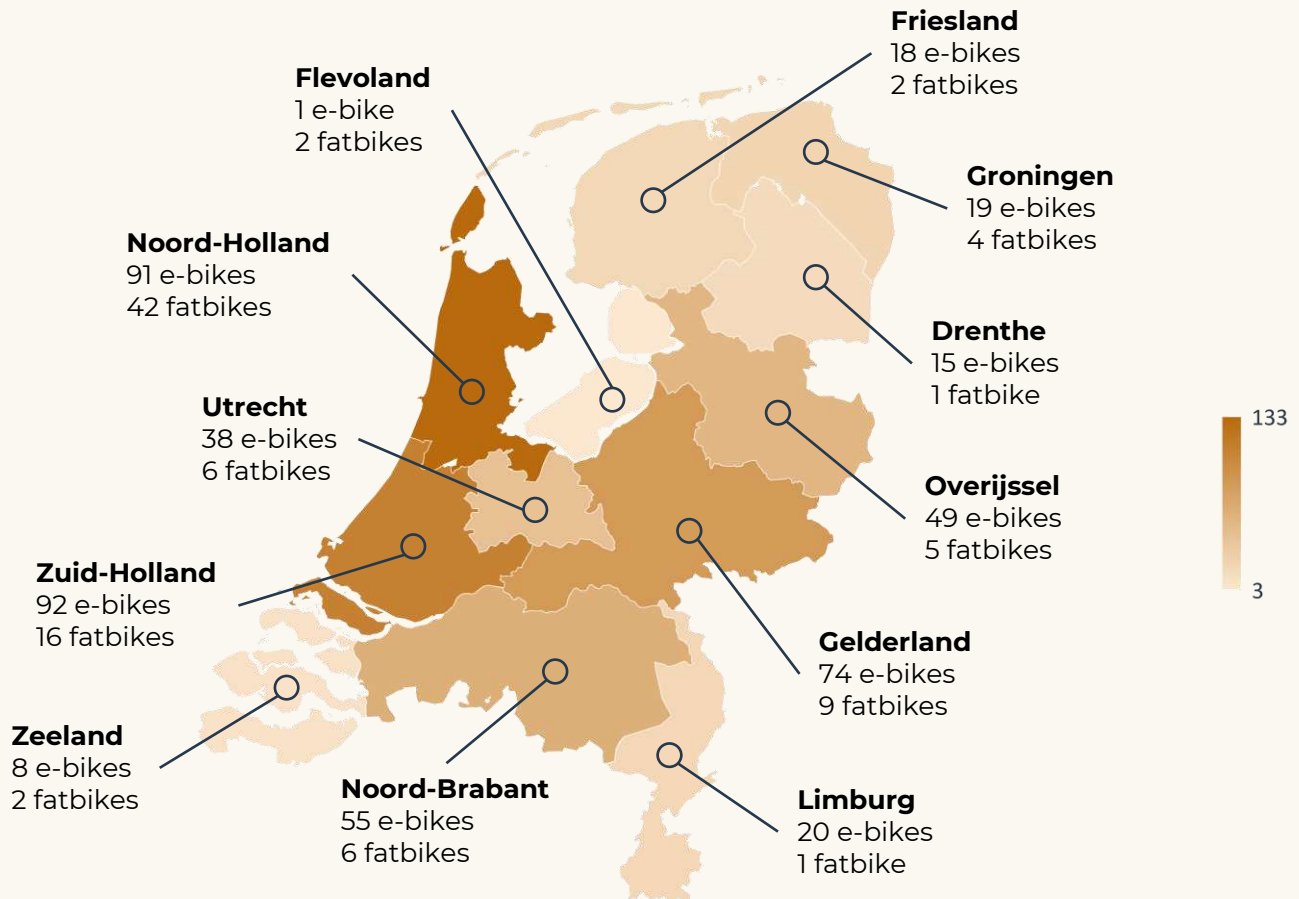 Friesland
18 e-bikes
2 fatbikes
Flevoland
1 e-bike
2 fatbikes
Groningen
19 e-bikes
4 fatbikes
Noord-Holland
91 e-bikes
42 fatbikes
Drenthe
15 e-bikes
1 fatbike
Utrecht
38 e-bikes
6 fatbikes
133
3
Overijssel
49 e-bikes
5 fatbikes
Zuid-Holland
92 e-bikes
16 fatbikes
Gelderland
74 e-bikes
9 fatbikes
Zeeland
8 e-bikes
2 fatbikes
Noord-Brabant
55 e-bikes
6 fatbikes
Limburg
20 e-bikes
1 fatbike